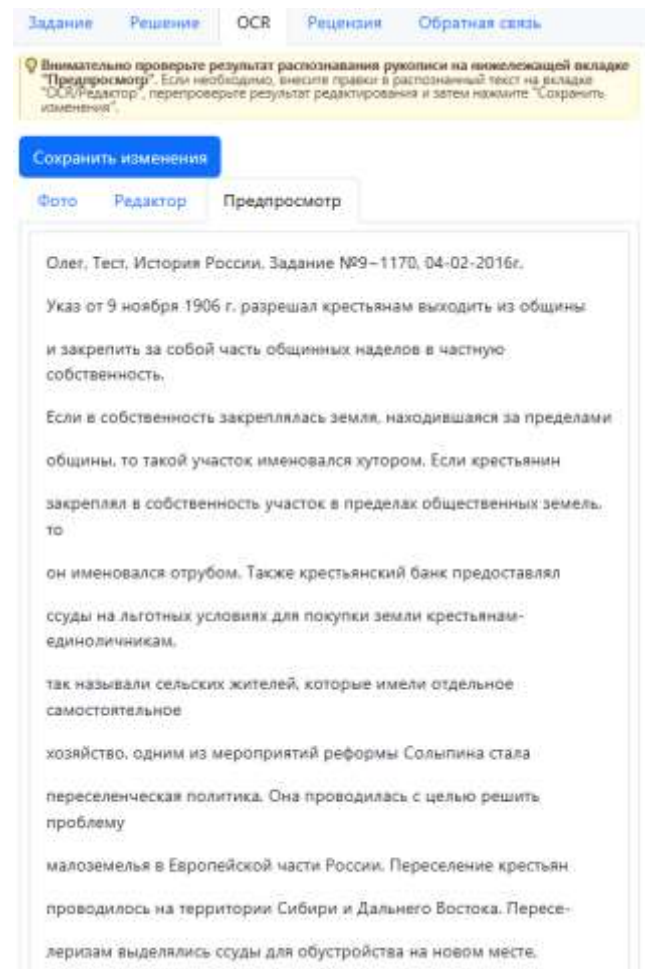 Задание Решение OCR Рецензия Обратная связь
Внимательно проверьте результат распознавания рукописи на нижележащей вкладке
"Предпросмотр". Если необходимо, внесите правки в распознанный текст на вкладке
"OCR/Редактор", перепроверьте результат редактирования и затем нажмите "Сохранить
изменения".
Сохранить изменения
Фото Редактор Предпросмотр
Олег, Тест, История России, Задание №9–1170, 04-02-2016г.
Указ от 9 ноября 1906 г. разрешал крестьянам выходить из общины
и закрепить за собой часть общинных наделов в частную
собственность.
Если в собственность закреплялась земля, находившаяся за пределами
общины, то такой участок именовался хутором. Если крестьянин
закреплял в собственность участок в пределах общественных земель,
то
он именовался отрубом. Также крестьянский банк предоставлял
ссуды на льготных условиях для покупки земли крестьянам-
единоличникам,
так называли сельских жителей, которые имели отдельное
самостоятельное
хозяйство. одним из мероприятий реформы Солыпина стала
переселенческая политика. Она проводилась с целью решить
проблему
малоземелья в Европейской части России. Переселение крестьян
проводилось на территории Сибири и Дальнего Востока. Пересе-
леризам выделялись ссуды для обустройства на новом месте,